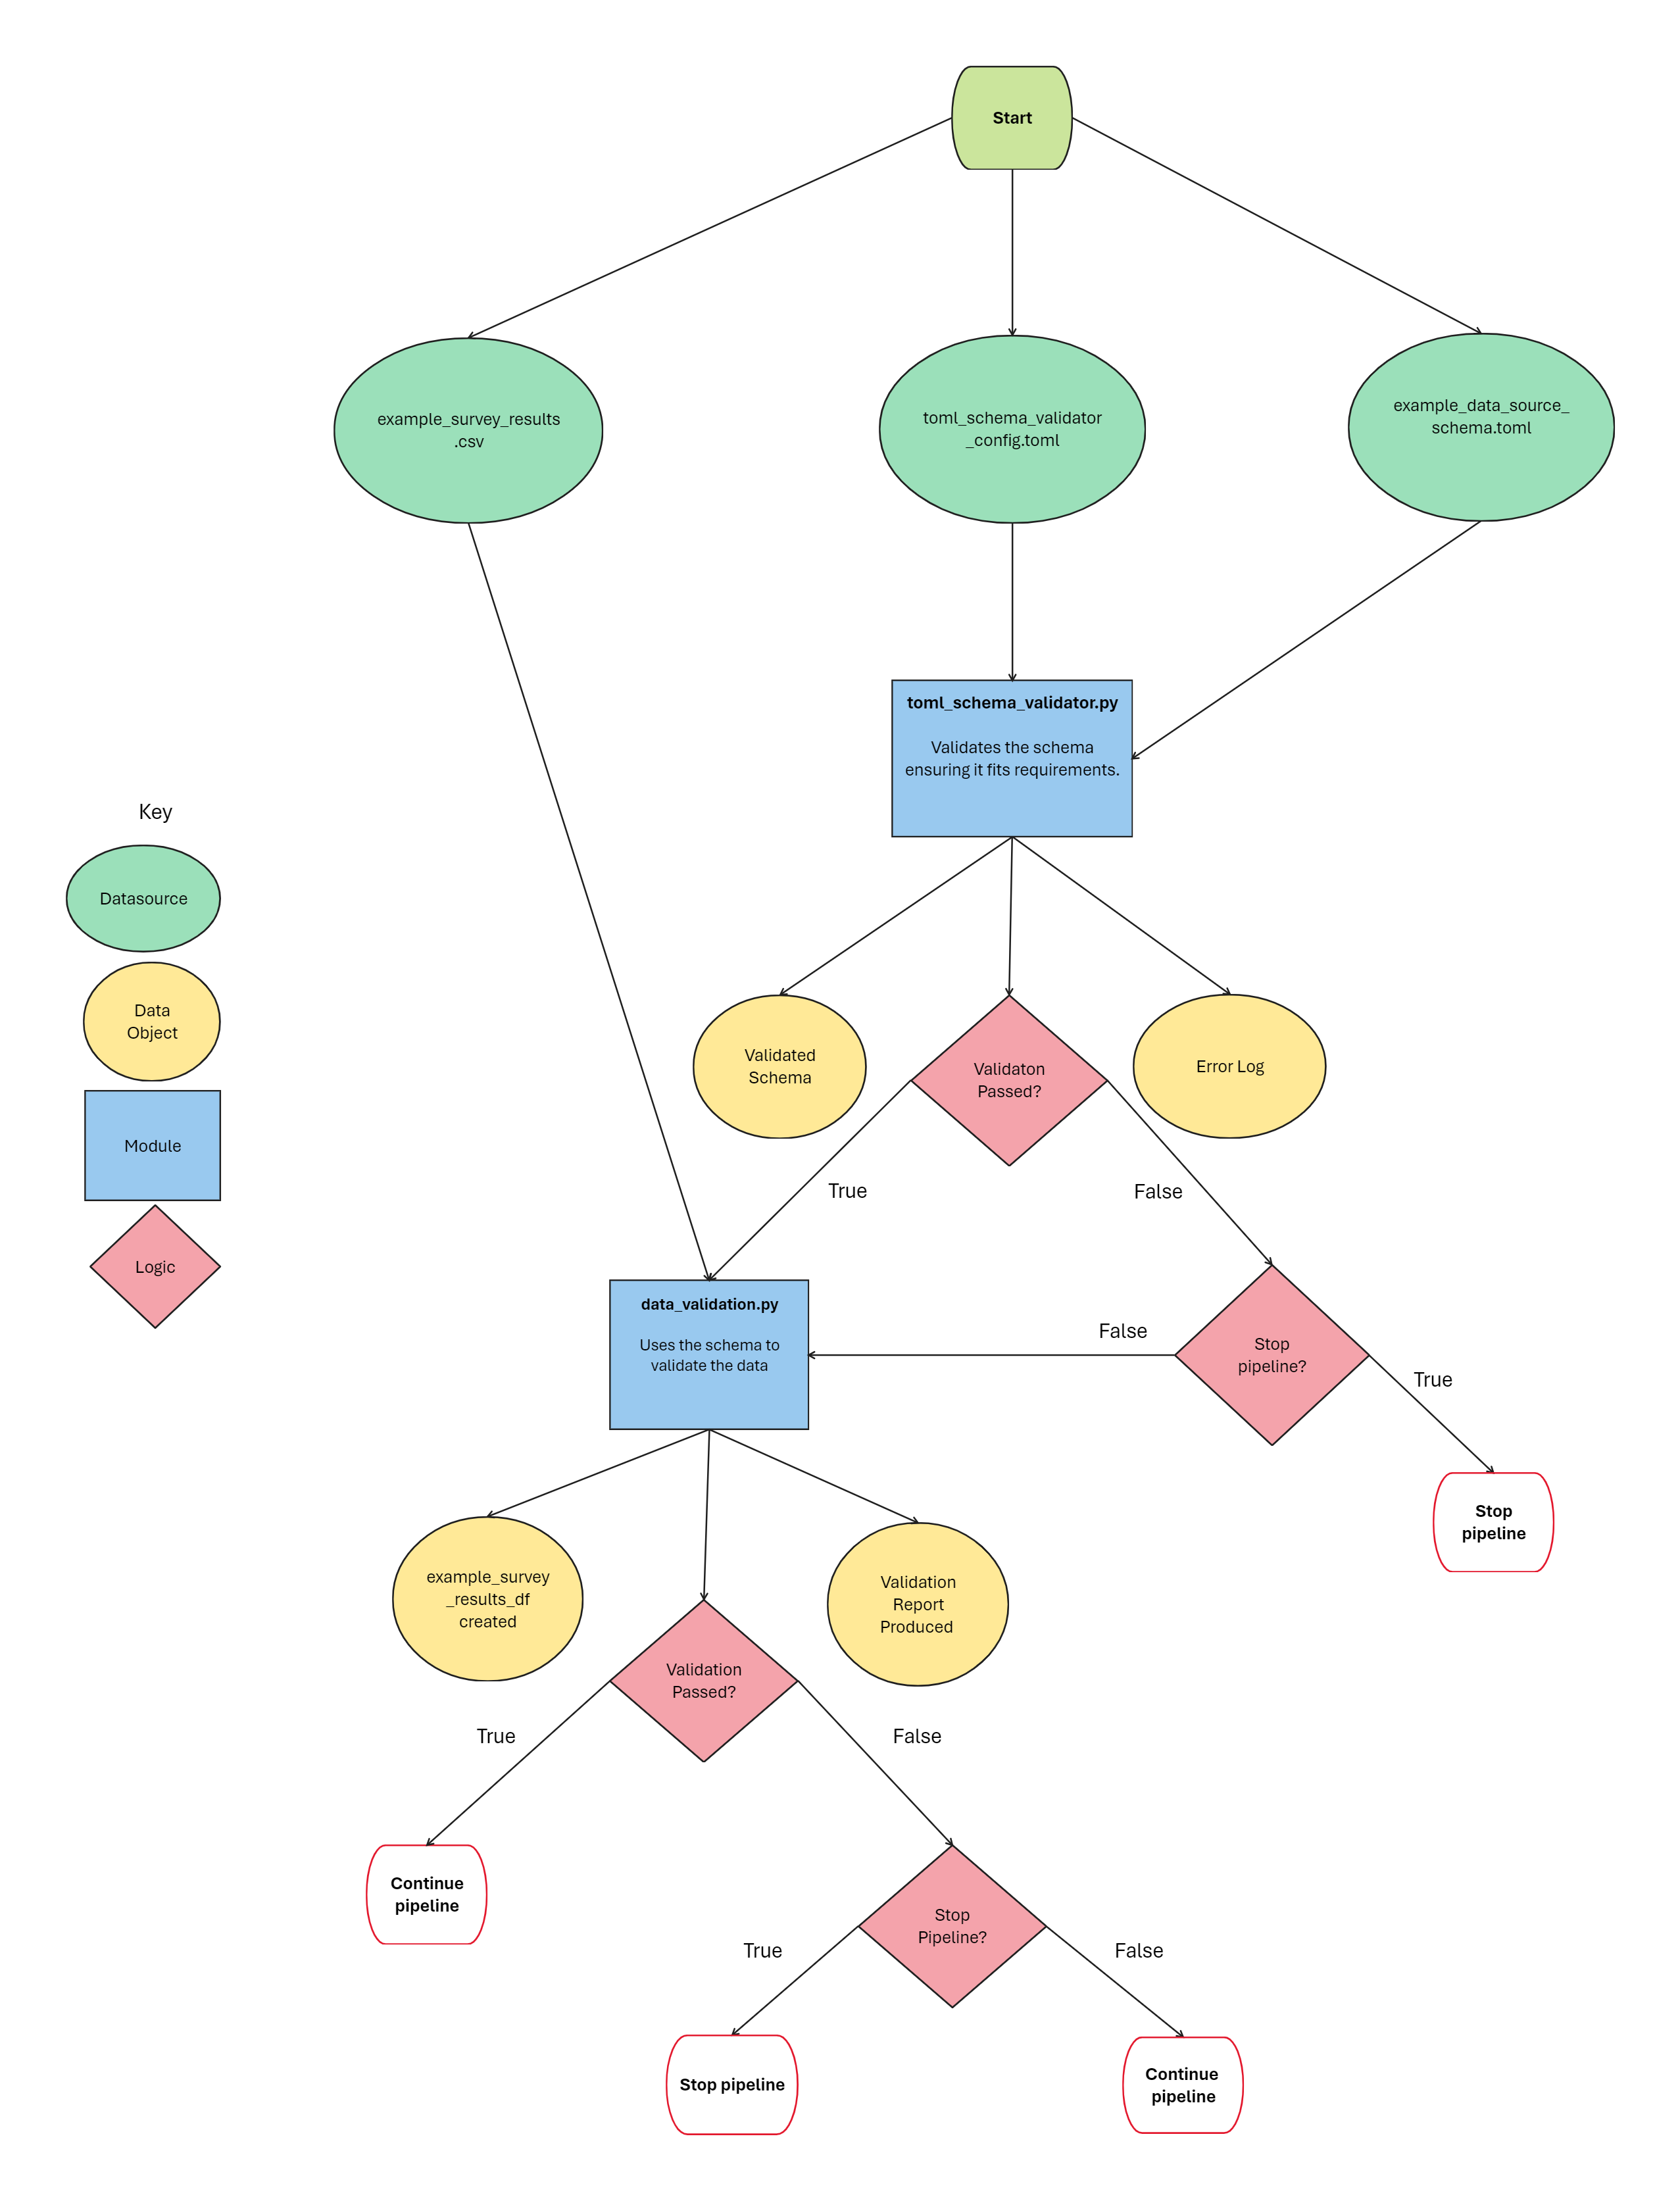 Start
example_survey_results
.csv
toml_schema_validator
_config.toml
example_data_source_
schema.toml
toml_schema_validator.py
Validates the schema
ensuring it fits requirements.
Key
Datasource
Data
Object
Module
Logic
Validated
Schema
Validaton
Passed?
Error Log
True
False
data_validation.py
Uses the schema to
validate the data
False
Stop
pipeline?
True
Stop
pipeline
example_survey
_results_df
created
Validation
Report
Produced
Validation
Passed?
True
False
Continue
pipeline
Stop
Pipeline?
True
False
Stop pipeline
Continue
pipeline